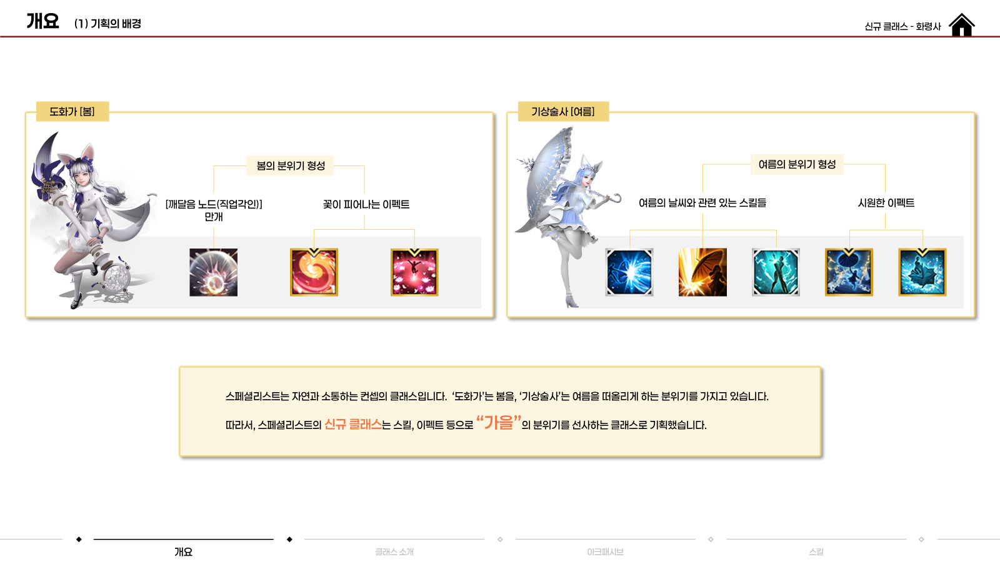 개요 (1) 기획의 배경
신규 클래스 - 화령사
도화가 [봄]
봄의 분위기 형성
[깨달음 노드(직업각인)]
만개
꽃이 피어나는 이펙트
기상술사 [여름]
여름의 분위기 형성
여름의 날씨와 관련 있는 스킬들
시원한 이펙트
스페셜리스트는 자연과 소통하는 컨셉의 클래스입니다. ‘도화가’는 봄을, ‘기상술사’는 여름을 떠올리게 하는 분위기를 가지고 있습니다.
따라서, 스페셜리스트의 신규 클래스는 스킬, 이펙트 등으로 “가을”의 분위기를 선사하는 클래스로 기획했습니다.
개요
클래스 소개
아크패시브
스킬